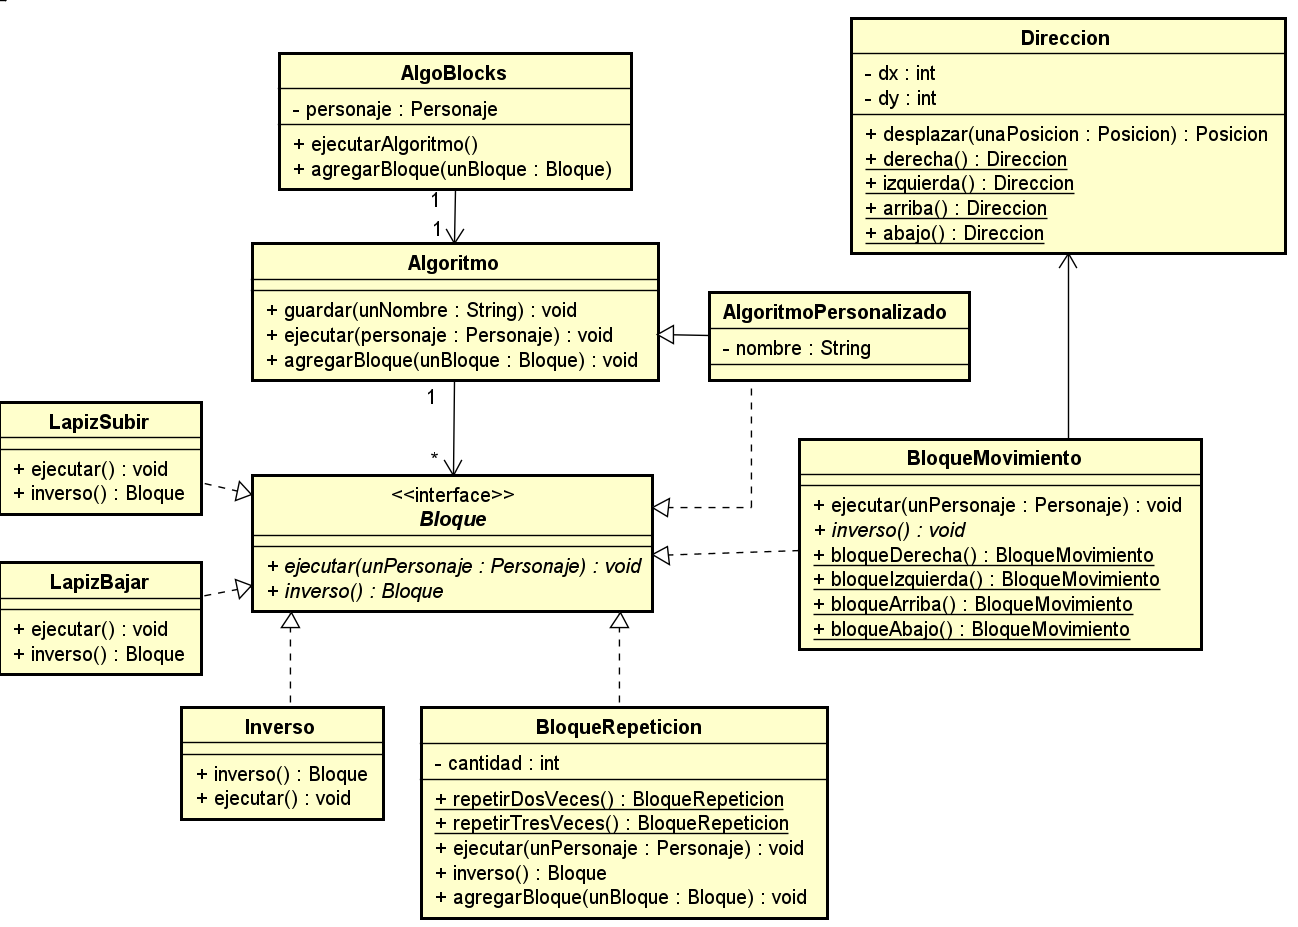 AlgoBlocks
- personaje : Personaje
+ ejecutarAlgoritmo()
+ agregarBloque(unBloque : Bloque)
1
1
Direccion
- dx : int
- dy : int
+ desplazar(unaPosicion : Posicion) : Posicion
+ derecha() : Direccion
+ izquierda() : Direccion
+ arriba() : Direccion
+ abajo() : Direccion
Algoritmo
+ guardar(unNombre : String) : void
+ ejecutar(personaje : Personaje) : void
+ agregarBloque(unBloque : Bloque) : void
1
*
AlgoritmoPersonalizado
- nombre : String
LapizSubir
+ ejecutar() : void
+ inverso() : Bloque
<<interface>>
Bloque
+ ejecutar(unPersonaje : Personaje) : void
+ inverso() : Bloque
BloqueMovimiento
+ ejecutar(unPersonaje : Personaje) : void
+ inverso() : void
+ bloqueDerecha() : BloqueMovimiento
+ bloqueIzquierda() : BloqueMovimiento
+ bloqueArriba() : BloqueMovimiento
+ bloqueAbajo() : BloqueMovimiento
LapizBajar
+ ejecutar() : void
+ inverso() : Bloque
Inverso
+ inverso() : Bloque
+ ejecutar() : void
BloqueRepeticion
- cantidad : int
+ repetirDosVeces() : BloqueRepeticion
+ repetirTresVeces() : BloqueRepeticion
+ ejecutar(unPersonaje : Personaje) : void
+ inverso() : Bloque
+ agregarBloque(unBloque : Bloque) : void